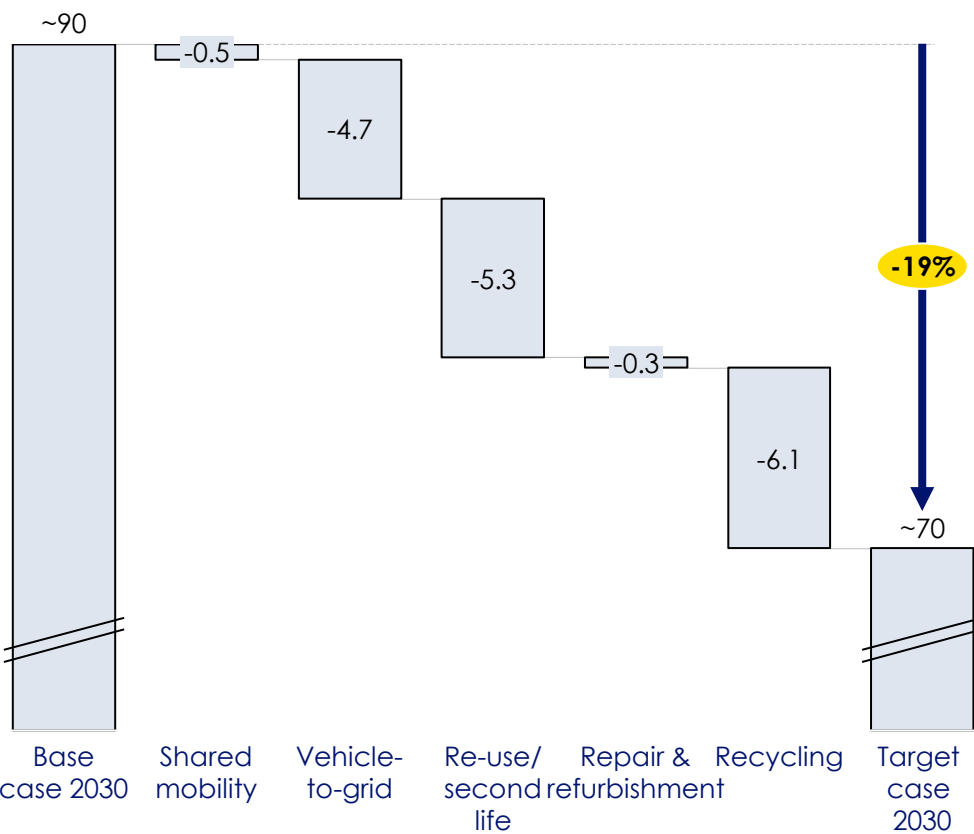 ~90
-0.5
-4.7
-5.3
-0.3
-6.1
-19%
~70
Base
case 2030
Shared
mobility
Vehicle-
to-grid
Re-use/
second
life
Repair &
refurbishment
Recycling
Target
case
2030